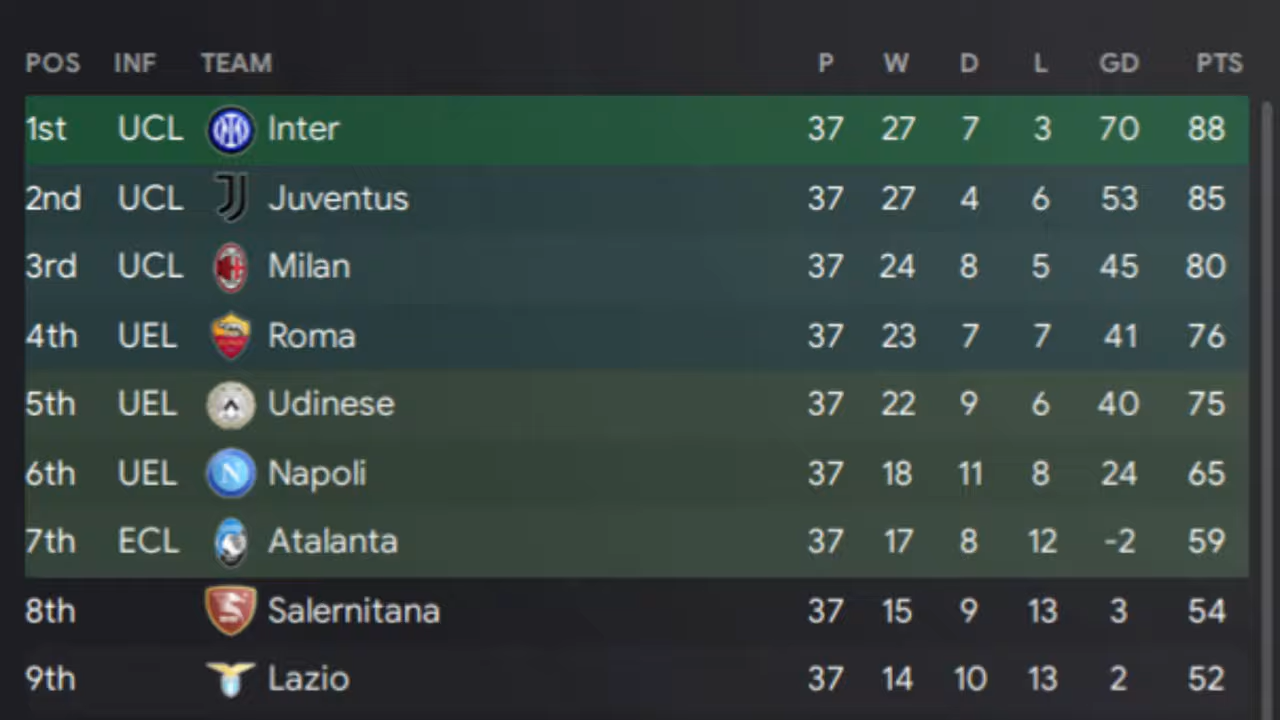 POS INF TEAM P W D L GD PTS
1st UCL Inter 37 27 7 3 70 88
2nd UCL Juventus 37 27 4 6 53 85
3rd UCL Milan 37 24 8 5 45 80
4th UEL Roma 37 23 7 7 41 76
5th UEL Udinese 37 22 9 6 40 75
6th UEL Napoli 37 18 11 8 24 65
7th ECL Atalanta 37 17 8 12 -2 59
8th Salernitana 37 15 9 13 3 54
9th Lazio 37 14 10 13 2 52